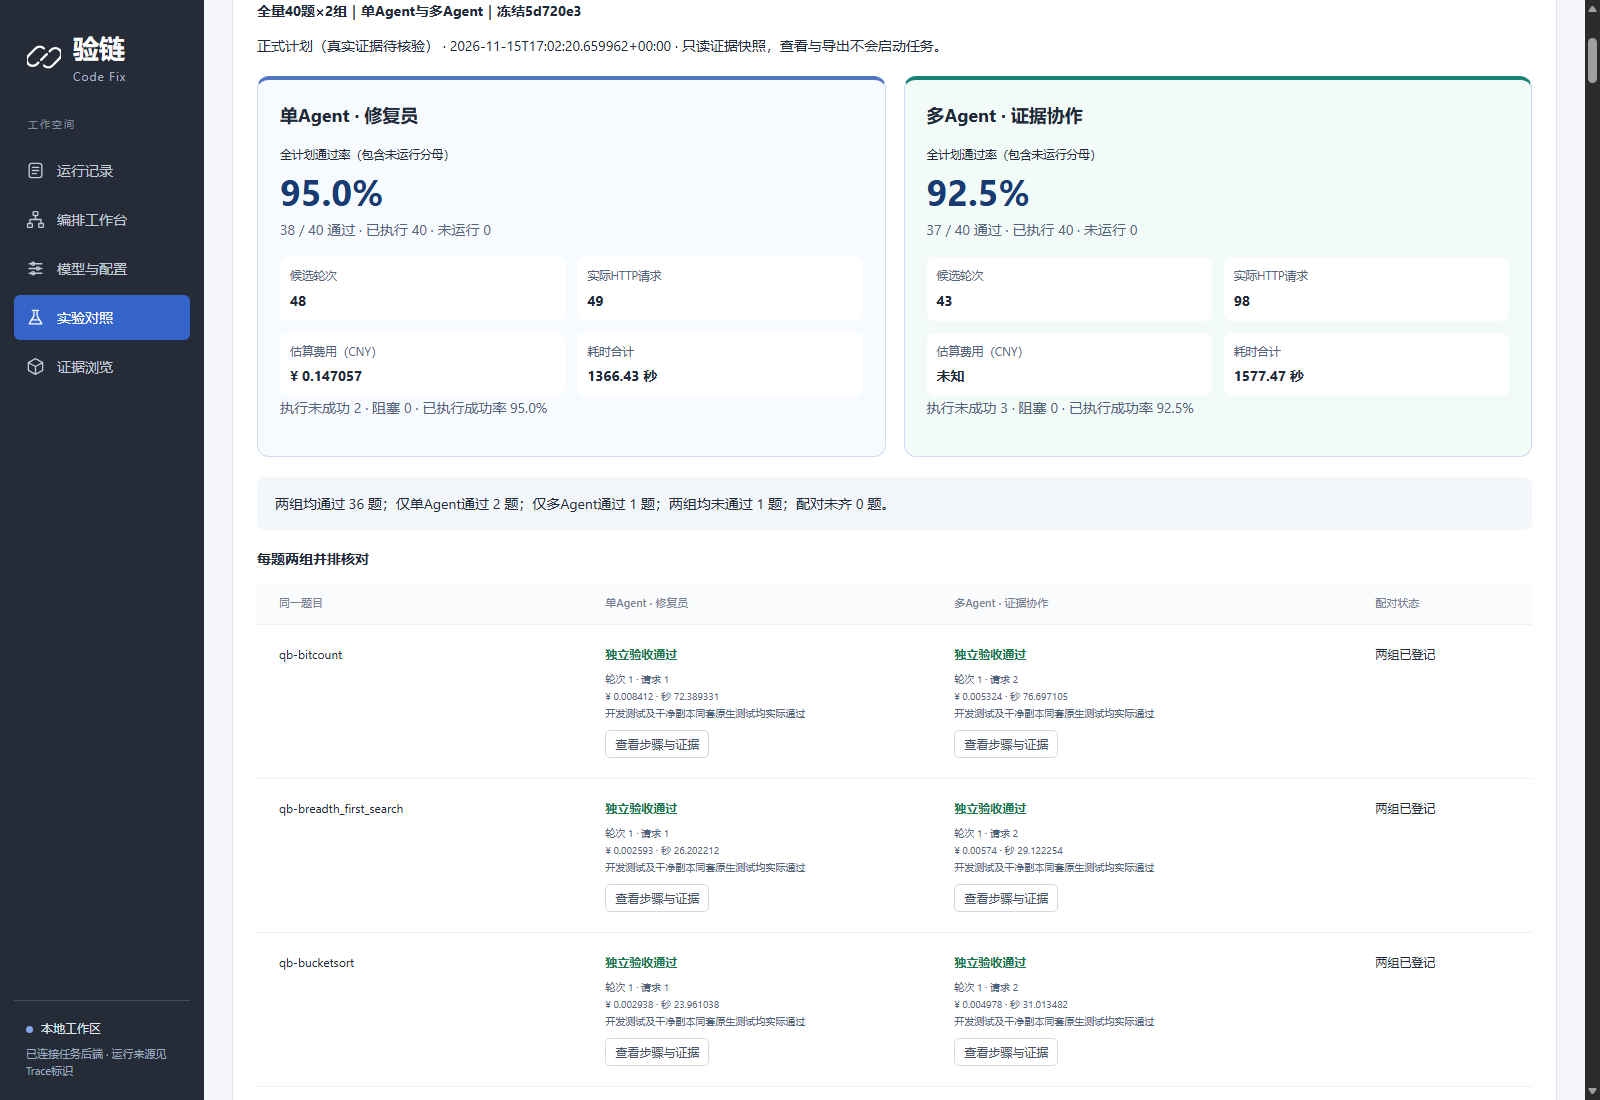 验链
Code Fix
工作空间
运行记录
编排工作台
模型与配置
实验对照
证据浏览
本地工作区
已连接任务后端 · 运行来源见
Trace标识
全量40题×2组｜单Agent与多Agent｜冻结5d720e3
正式计划（真实证据待核验） · 2026-11-15T17:02:20.659962+00:00 · 只读证据快照，查看与导出不会启动任务。
单Agent · 修复员
全计划通过率（包含未运行分母）
95.0%
38 / 40 通过 · 已执行 40 · 未运行 0
候选轮次
48
实际HTTP请求
49
估算费用（CNY）
¥ 0.147057
耗时合计
1366.43 秒
执行未成功 2 · 阻塞 0 · 已执行成功率 95.0%
多Agent · 证据协作
全计划通过率（包含未运行分母）
92.5%
37 / 40 通过 · 已执行 40 · 未运行 0
候选轮次
43
实际HTTP请求
98
估算费用（CNY）
未知
耗时合计
1577.47 秒
执行未成功 3 · 阻塞 0 · 已执行成功率 92.5%
两组均通过 36 题；仅单Agent通过 2 题；仅多Agent通过 1 题；两组均未通过 1 题；配对未齐 0 题。
每题两组并排核对
同一题目 单Agent · 修复员 多Agent · 证据协作 配对状态
qb-bitcount
独立验收通过
轮次 1 · 请求 1
¥ 0.008412 · 秒 72.389331
开发测试及干净副本同套原生测试均实际通过
查看步骤与证据
独立验收通过
轮次 1 · 请求 2
¥ 0.005324 · 秒 76.697105
开发测试及干净副本同套原生测试均实际通过
查看步骤与证据
两组已登记
qb-breadth_first_search
独立验收通过
轮次 1 · 请求 1
¥ 0.002593 · 秒 26.202212
开发测试及干净副本同套原生测试均实际通过
查看步骤与证据
独立验收通过
轮次 1 · 请求 2
¥ 0.00574 · 秒 29.122254
开发测试及干净副本同套原生测试均实际通过
查看步骤与证据
两组已登记
qb-bucketsort
独立验收通过
轮次 1 · 请求 1
¥ 0.002938 · 秒 23.961038
开发测试及干净副本同套原生测试均实际通过
查看步骤与证据
独立验收通过
轮次 1 · 请求 2
¥ 0.004978 · 秒 31.013482
开发测试及干净副本同套原生测试均实际通过
查看步骤与证据
两组已登记